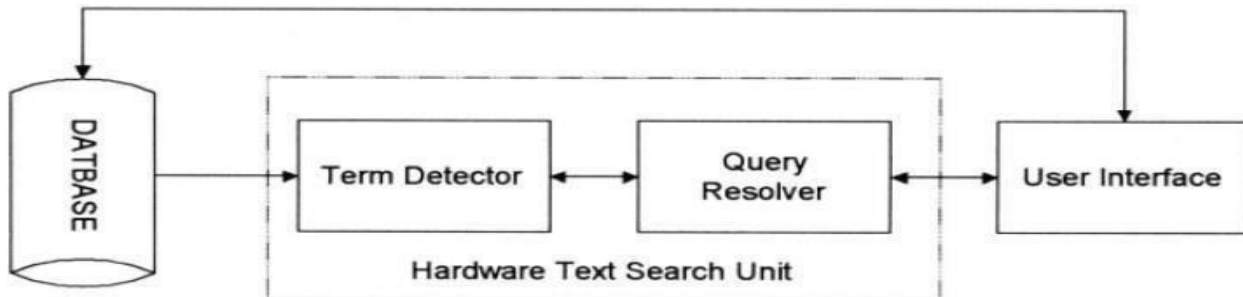 DATBASE
Term Detector
Query
Resolver
User Interface
Hardware Text Search Unit